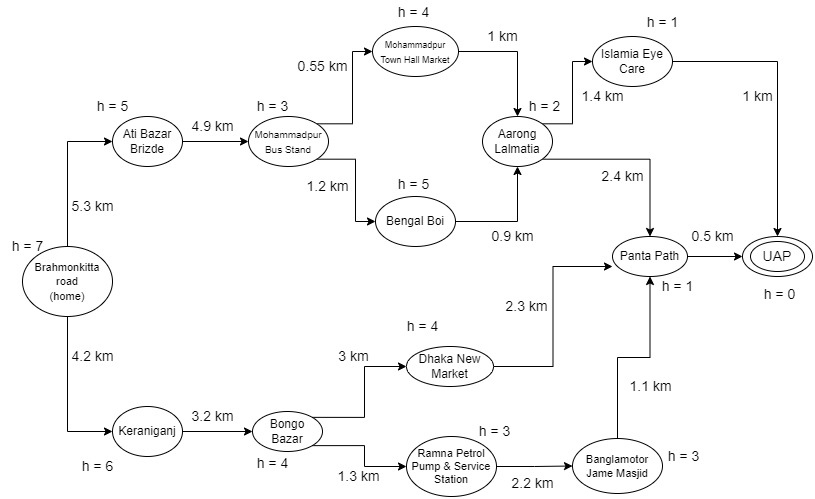 h = 4
h = 1
Mohammadpur
Town Hall Market
1 km
Islamia Eye
Care
0.55 km
h = 5
h = 3
h = 2
1.4 km
1 km
Ati Bazar
Brizde
4.9 km
Mohammadpur
Bus Stand
Aarong
Lalmatia
1.2 km
h = 5
2.4 km
5.3 km
Bengal Boi
0.9 km
h = 7
Brahmonkitta
road
(home)
Panta Path
0.5 km
UAP
h = 1
h = 0
2.3 km
h = 4
4.2 km
3 km
Dhaka New
Market
1.1 km
3.2 km
Keraniganj
Bongo
Bazar
h = 3
h = 6
h = 4
Ramna Petrol
Pump & Service
Station
Banglamotor
Jame Masjid
h = 3
1.3 km
2.2 km